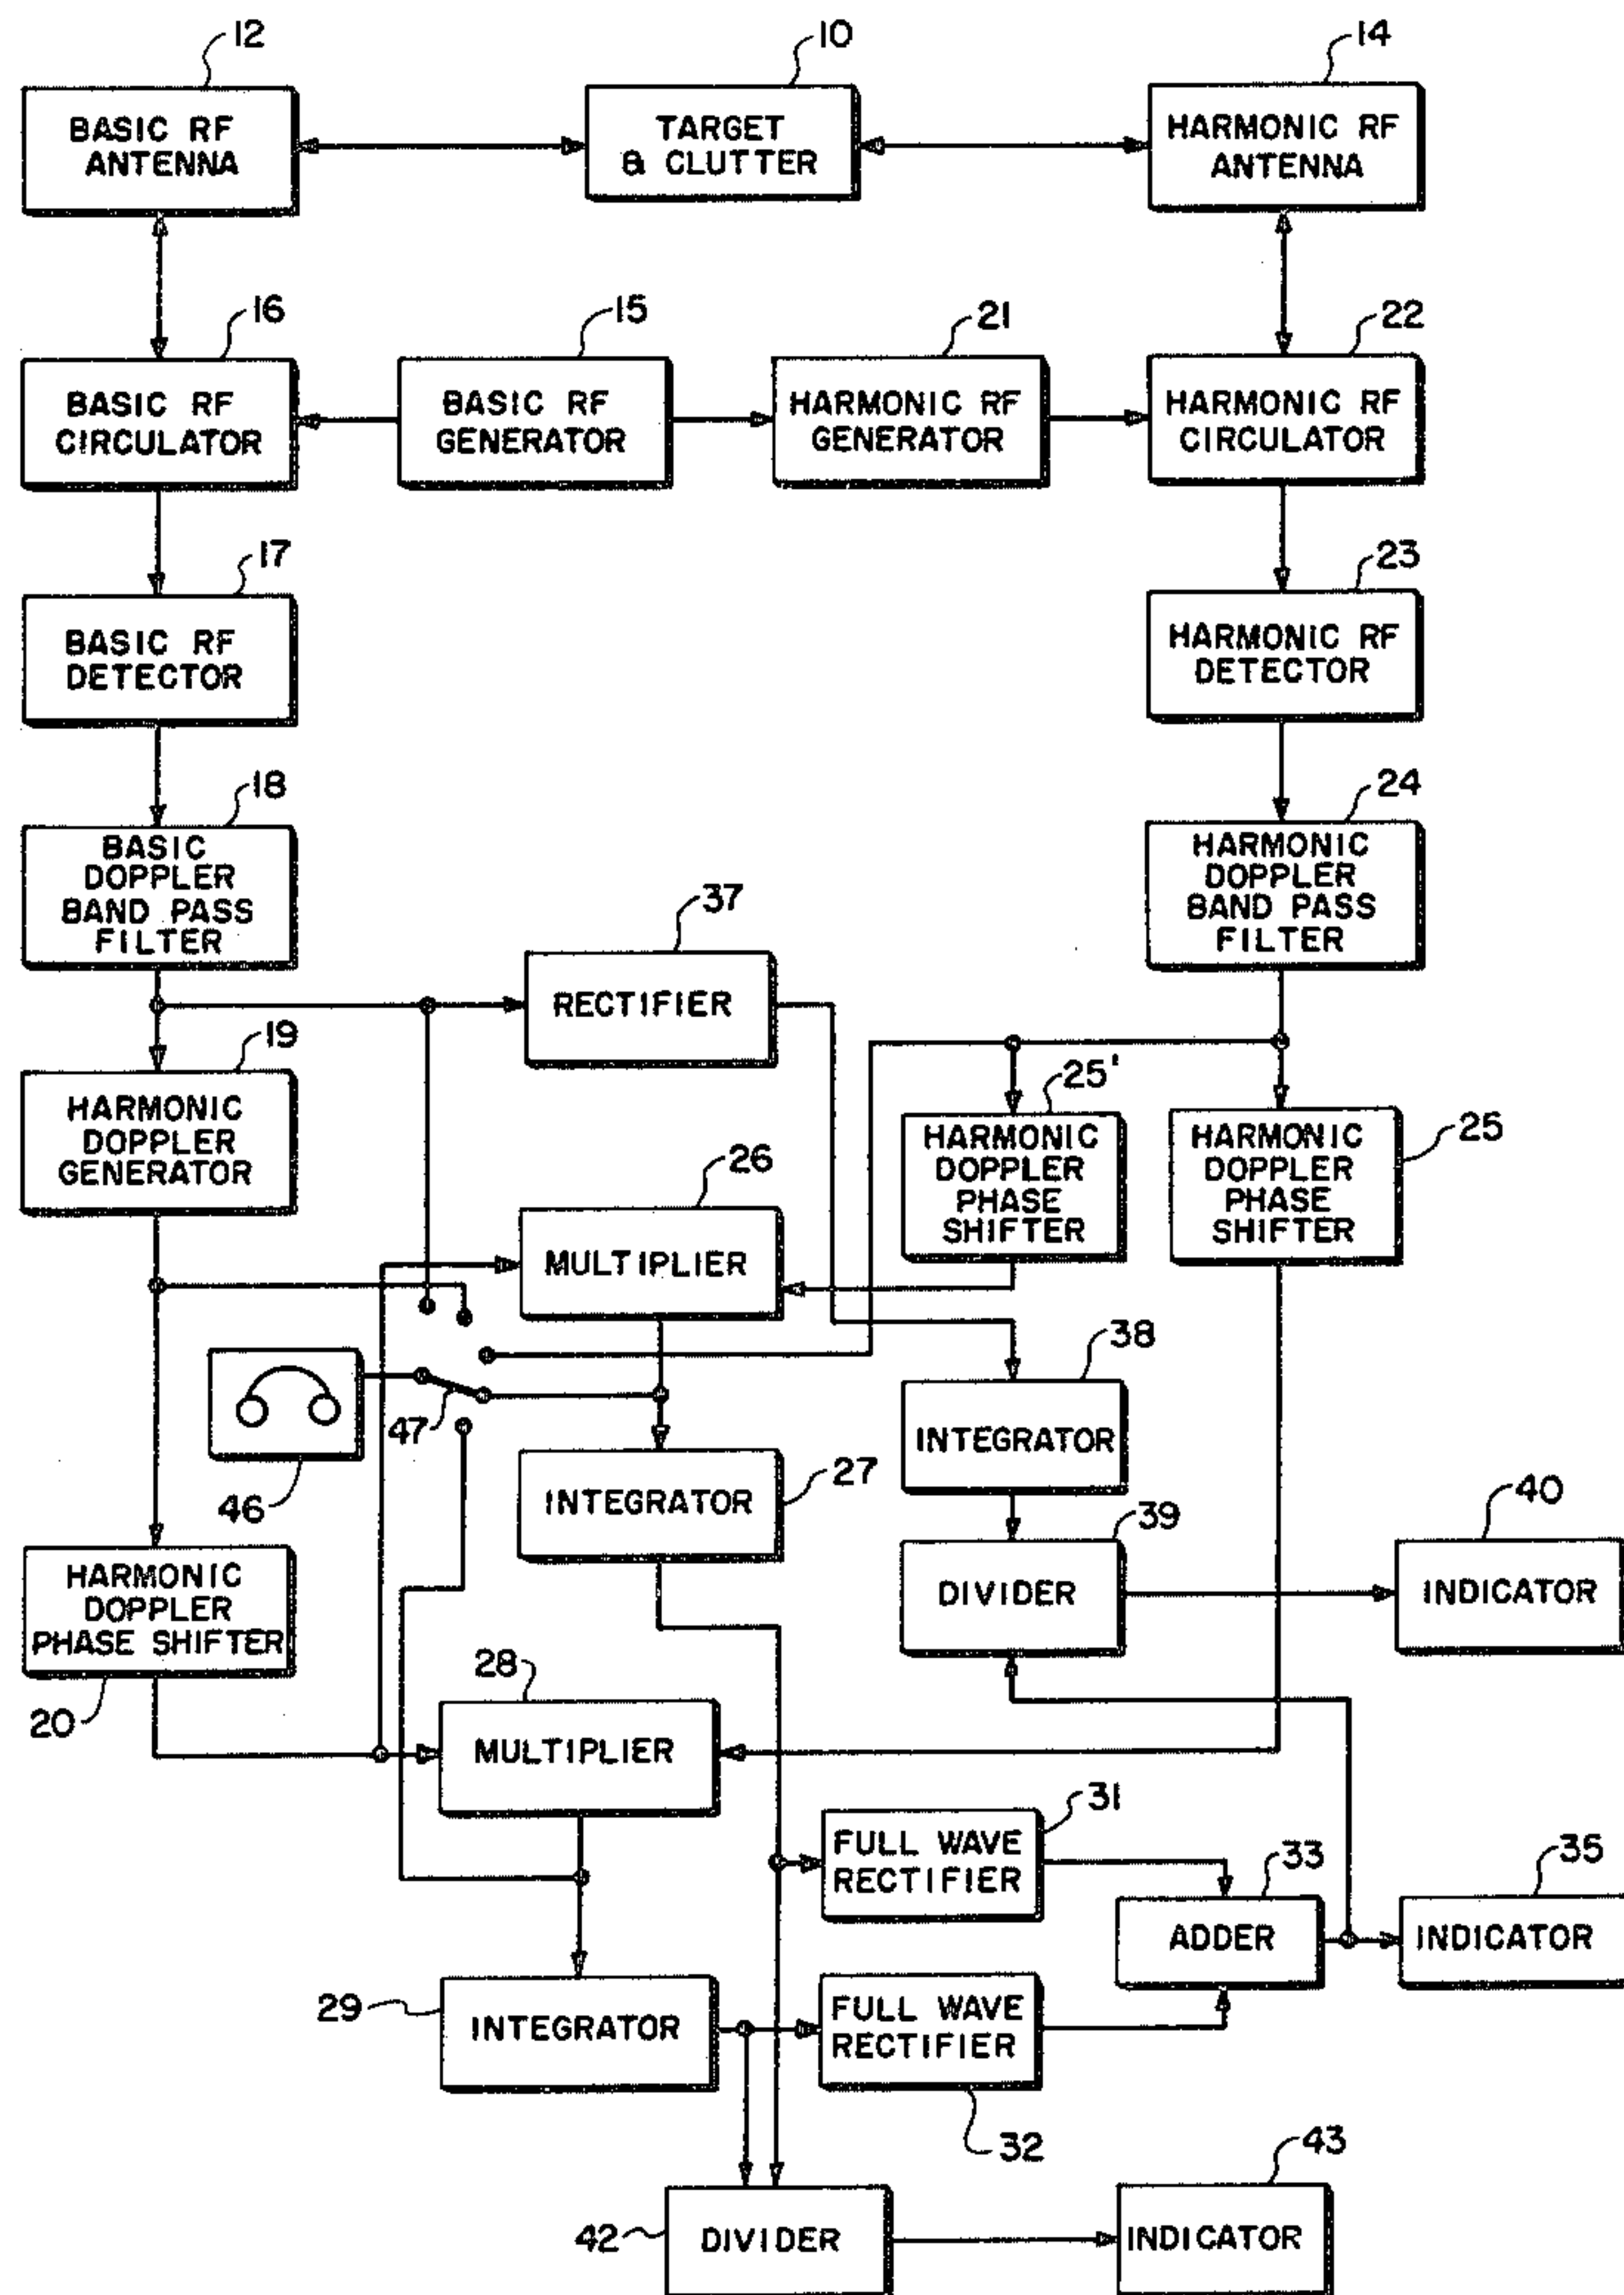 12
10
14
BASIC RF
ANTENNA
TARGET
& CLUTTER
HARMONIC RF
ANTENNA
16
15
21
22
BASIC RF
CIRCULATOR
BASIC RF
GENERATOR
HARMONIC RF
GENERATOR
HARMONIC RF
CIRCULATOR
17
23
BASIC RF
DETECTOR
HARMONIC RF
DETECTOR
18
24
BASIC
DOPPLER
BAND PASS
FILTER
HARMONIC
DOPPLER
BAND PASS
FILTER
37
RECTIFIER
19
25'
25
HARMONIC
DOPPLER
GENERATOR
HARMONIC
DOPPLER
PHASE
SHIFTER
HARMONIC
DOPPLER
PHASE
SHIFTER
26
MULTIPLIER
38
47
INTEGRATOR
46
27
INTEGRATOR
39
40
HARMONIC
DOPPLER
PHASE SHIFTER
DIVIDER
INDICATOR
20
28
MULTIPLIER
31
FULL WAVE
RECTIFIER
33
35
ADDER
INDICATOR
29
INTEGRATOR
FULL WAVE
RECTIFIER
32
43
42
DIVIDER
INDICATOR